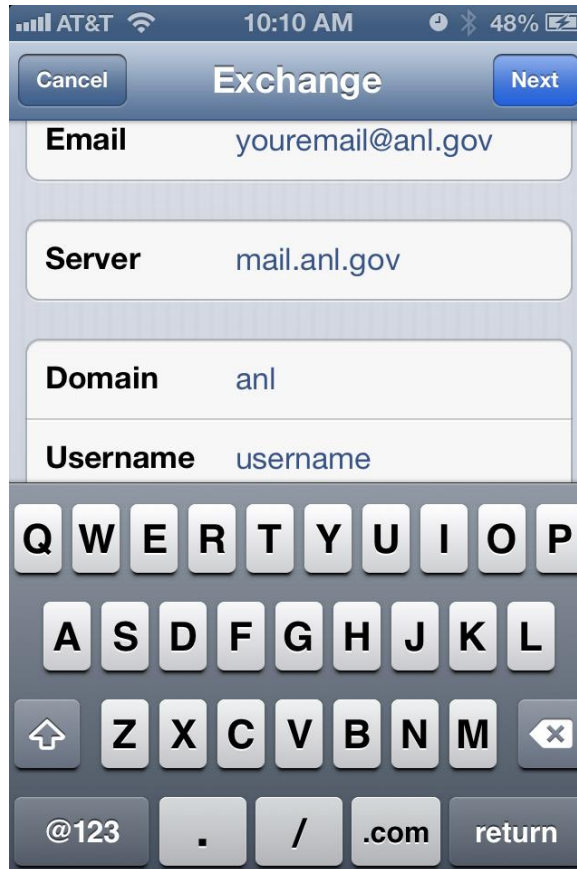 AT&T 10:10 AM 48%
Cancel Exchange Next
Email youremail@anl.gov
Server mail.anl.gov
Domain anl
Username username
Q W E R T Y U I O P
A S D F G H J K L
Z X C V B N M
@123 . / .com return